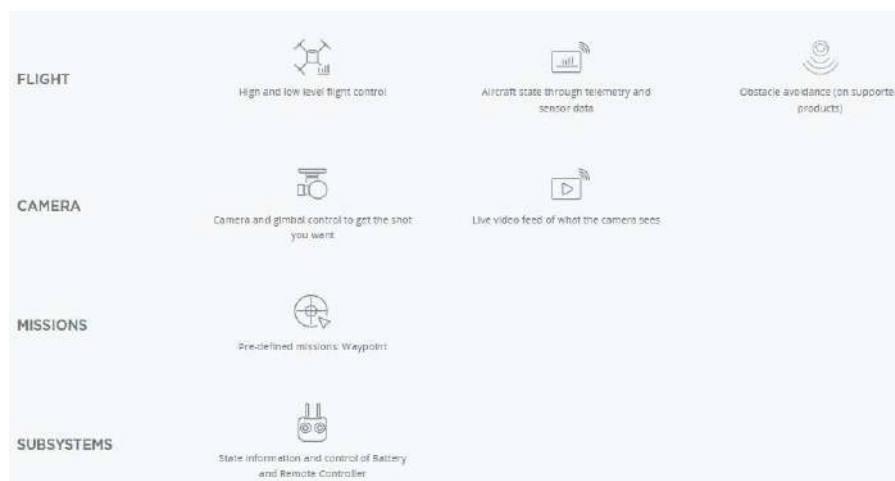 FLIGHT
High and low level flight control
Aircraft state through telemetry and
sensor data
Obstacle avoidance (on supporte
products)
CAMERA
Camera and gimbal control to get the shot
you want
Live video feed of what the camera sees
MISSIONS
Pre-defined missions: Waypoint
SUBSYSTEMS
State information and control of Battery
and Remote Controller